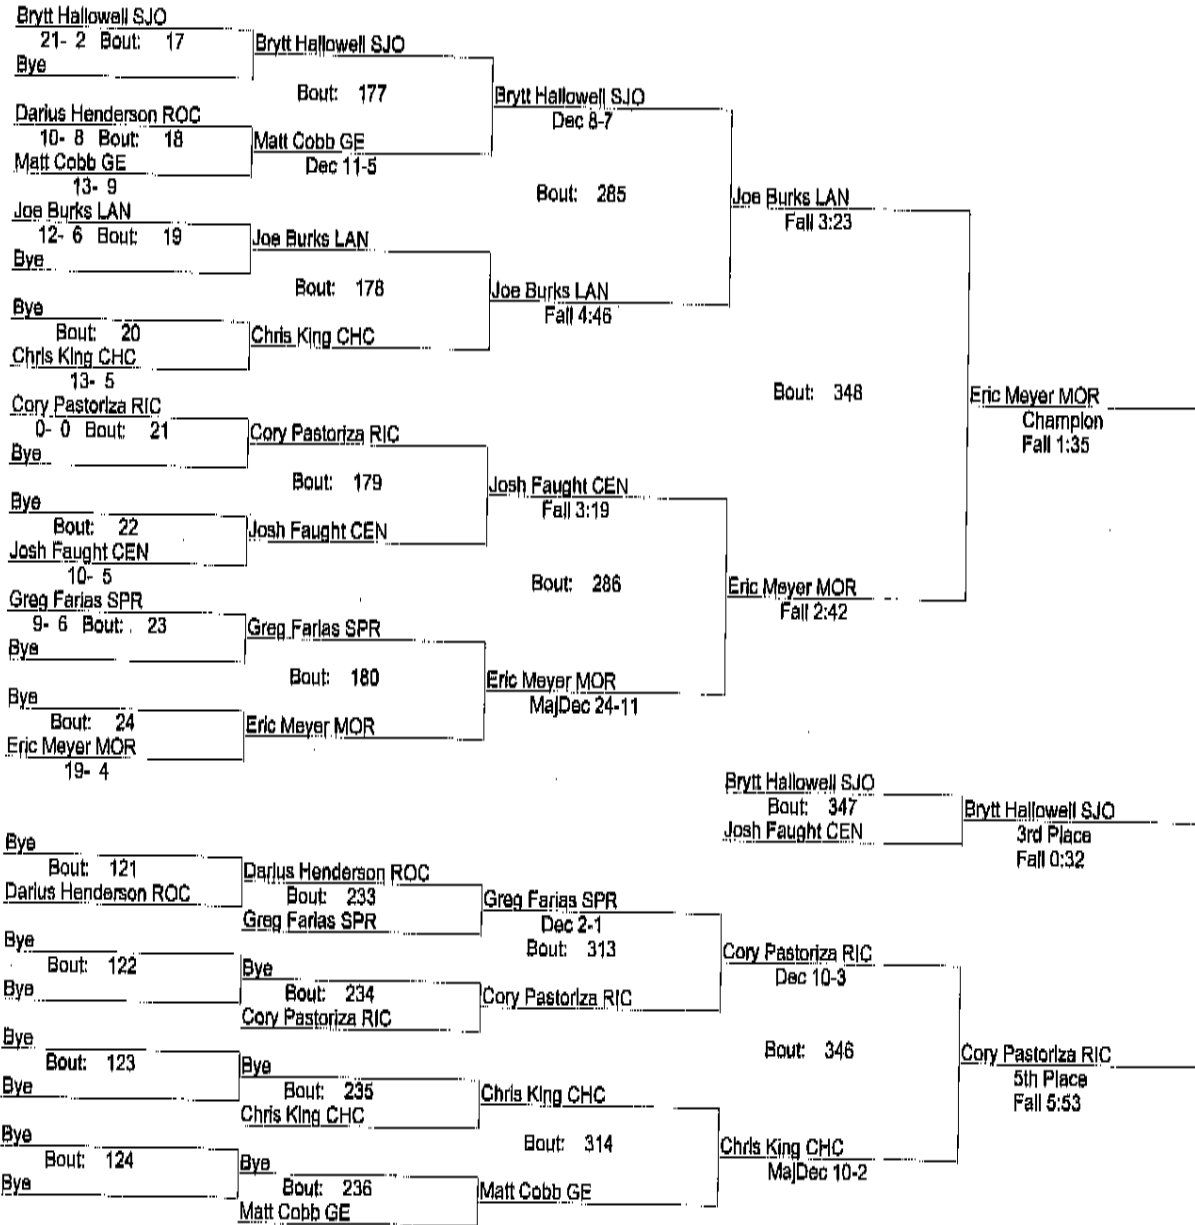 Brytt Hallowell SJO
21- 2 Bout: 17
Bye
Brytt Hallowell SJO
Bout: 177
Darius Henderson ROC
10- 8 Bout: 18
Matt Cobb GE
13- 9
Matt Cobb GE
Dec 11-5
Brytt Hallowell SJO
Dec 8-7
Bout: 285
Joe Burks LAN
12- 6 Bout: 19
Bye
Joe Burks LAN
Bout: 178
Bye
Bout: 20
Chris King CHC
13- 5
Chris King CHC
Joe Burks LAN
Fall 4:46
Joe Burks LAN
Fall 3:23
Bout: 348
Cory Pastoriza RIC
0- 0 Bout: 21
Bye
Cory Pastoriza RIC
Bout: 179
Bye
Bout: 22
Josh Faught CEN
10- 5
Josh Faught CEN
Josh Faught CEN
Fall 3:19
Bout: 286
Greg Farias SPR
9- 6 Bout: 23
Bye
Greg Farias SPR
Bout: 180
Bye
Bout: 24
Eric Meyer MOR
19- 4
Eric Meyer MOR
Eric Meyer MOR
MajDec 24-11
Eric Meyer MOR
Fall 2:42
Eric Meyer MOR
Champion
Fall 1:35
Brytt Hallowell SJO
Bout: 347
Josh Faught CEN
Brytt Hallowell SJO
3rd Place
Fall 0:32
Bye
Bout: 121
Darius Henderson ROC
Darius Henderson ROC
Bout: 233
Greg Farias SPR
Greg Farias SPR
Dec 2-1
Bout: 313
Bye
Bout: 122
Bye
Bye
Bout: 234
Cory Pastoriza RIC
Cory Pastoriza RIC
Cory Pastoriza RIC
Dec 10-3
Bout: 346
Bye
Bout: 123
Bye
Bye
Bout: 235
Chris King CHC
Chris King CHC
Bout: 314
Bye
Bout: 124
Bye
Bye
Bout: 236
Matt Cobb GE
Matt Cobb GE
Chris King CHC
MajDec 10-2
Cory Pastoriza RIC
5th Place
Fall 5:53